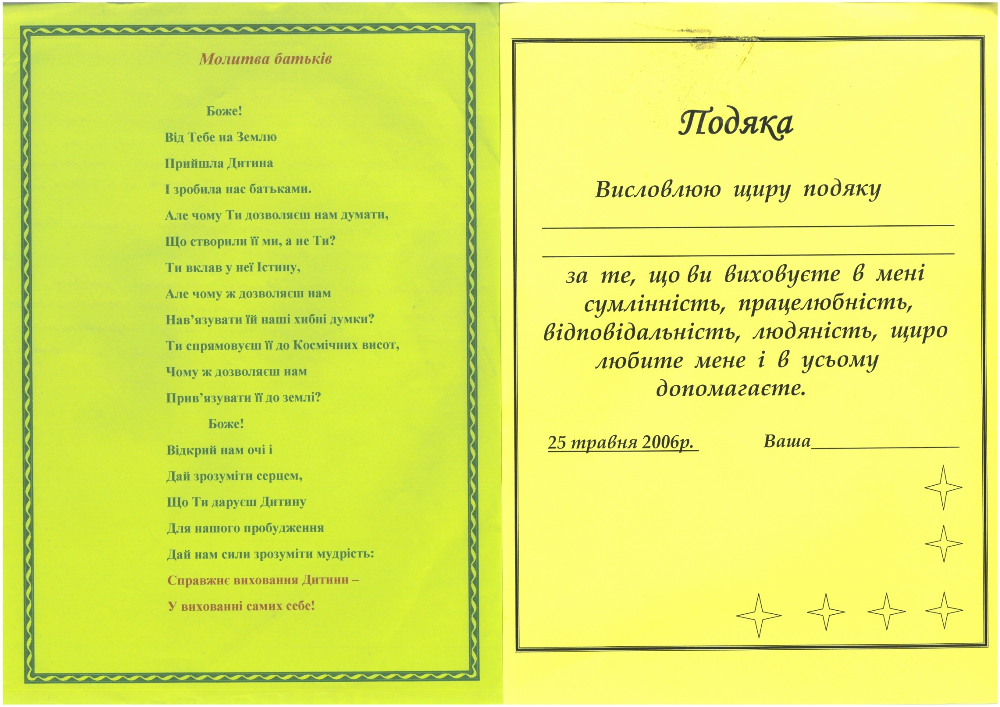 Молитва батьків
Боже!
Від Тебе на Землю
Прийшла Дитина
І зробила нас батьками.
Але чому Ти дозволяєш нам думати,
Що створили її ми, а не Ти?
Ти вклав у неї Істину,
Але чому ж дозволяєш нам
Нав’язувати їй наші хибні думки?
Ти спрямовуєш її до Космічних висот,
Чому ж дозволяєш нам
Прив’язувати її до землі?
Боже!
Відкрий нам очі і
Дай зрозуміти серцем,
Що Ти даруєш Дитину
Для нашого пробудження
Дай нам сили зрозуміти мудрість:
Справжнє виховання Дитини –
У вихованні самих себе!
Подяка
Висловлюю щиру подяку
за те, що ви виховуєте в мені
сумлінність, працелюбність,
відповідальність, людяність, щиро
любите мене і в усьому
допомагаєте.
25 травня 2006р. Ваша